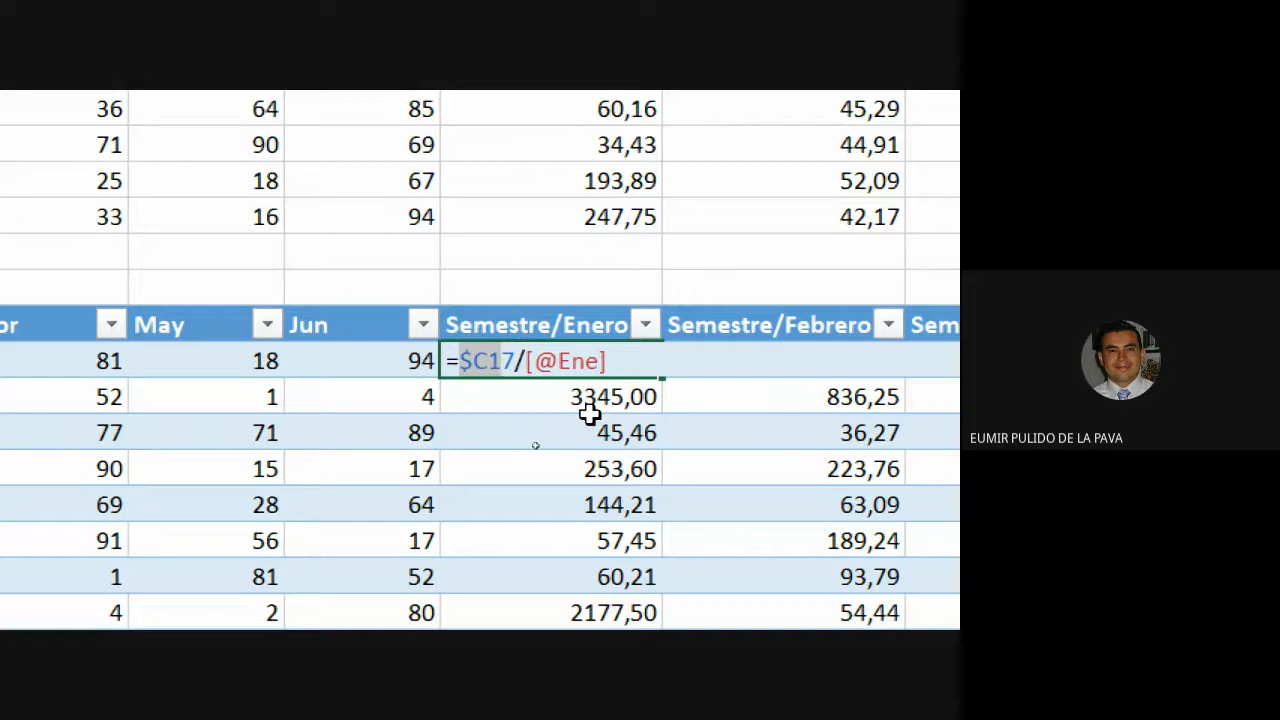 36 64 85 60,16 45,29
71 90 69 34,43 44,91
25 18 67 193,89 52,09
33 16 94 247,75 42,17
or May Jun Semestre/Enero Semestre/Febrero Sem
81 18 94 =$C17/[@Ene]
52 1 4 3345,00 836,25
77 71 89 45,46 36,27
90 15 17 253,60 223,76
69 28 64 144,21 63,09
91 56 17 57,45 189,24
1 81 52 60,21 93,79
4 2 80 2177,50 54,44
EUMIR PULIDO DE LA PAVA